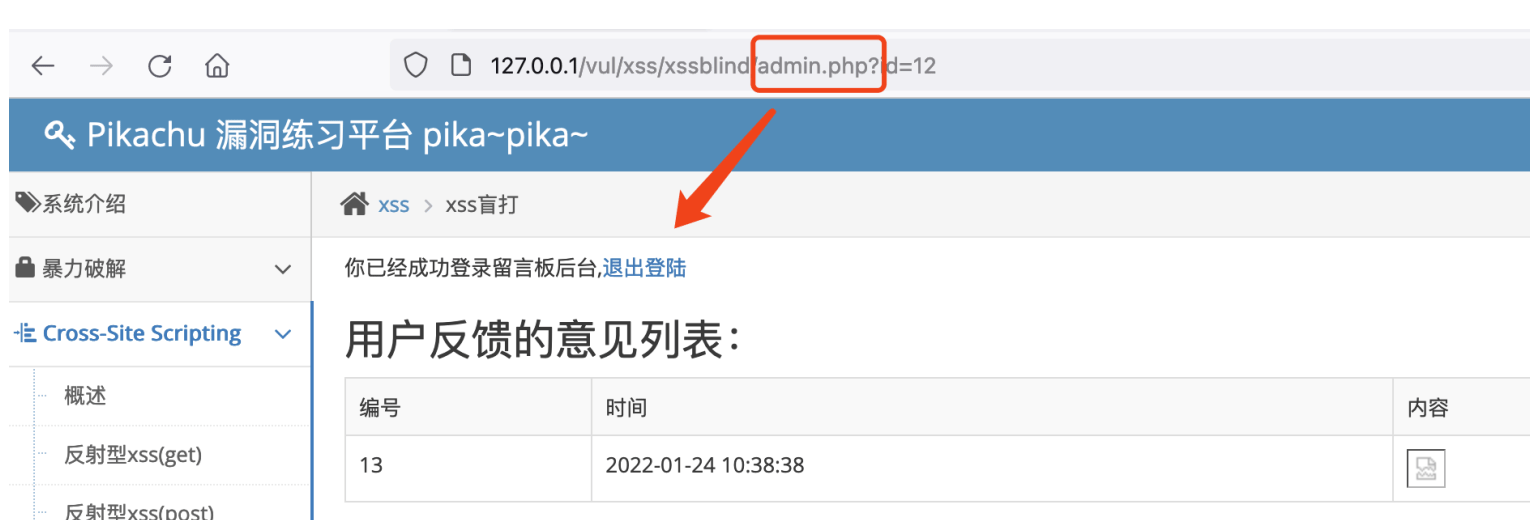 127.0.0.1/vul/xss/xssblind/admin.php?id=12
Pikachu 漏洞练习平台 pika~pika~
系统介绍
xss > xss盲打
暴力破解
你已经成功登录留言板后台,退出登陆
Cross-Site Scripting
用户反馈的意见列表：
概述
编号 时间 内容
反射型xss(get)
13 2022-01-24 10:38:38
反射型xss(post)